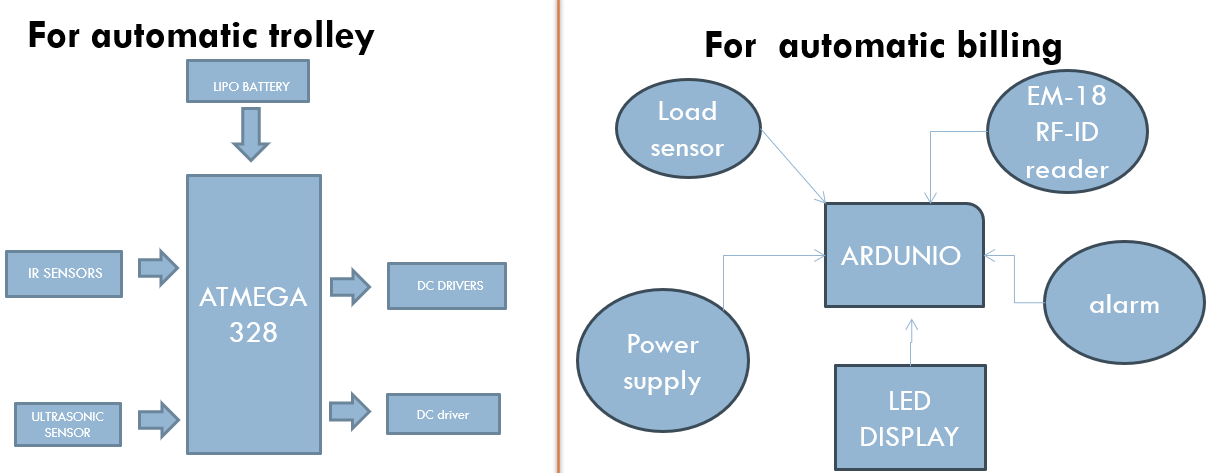 For automatic trolley
LIPO BATTERY
IR SENSORS
ATMEGA
328
DC DRIVERS
ULTRASONIC
SENSOR
DC driver
For automatic billing
Load
sensor
EM-18
RF-ID
reader
ARDUNIO
alarm
Power
supply
LED
DISPLAY